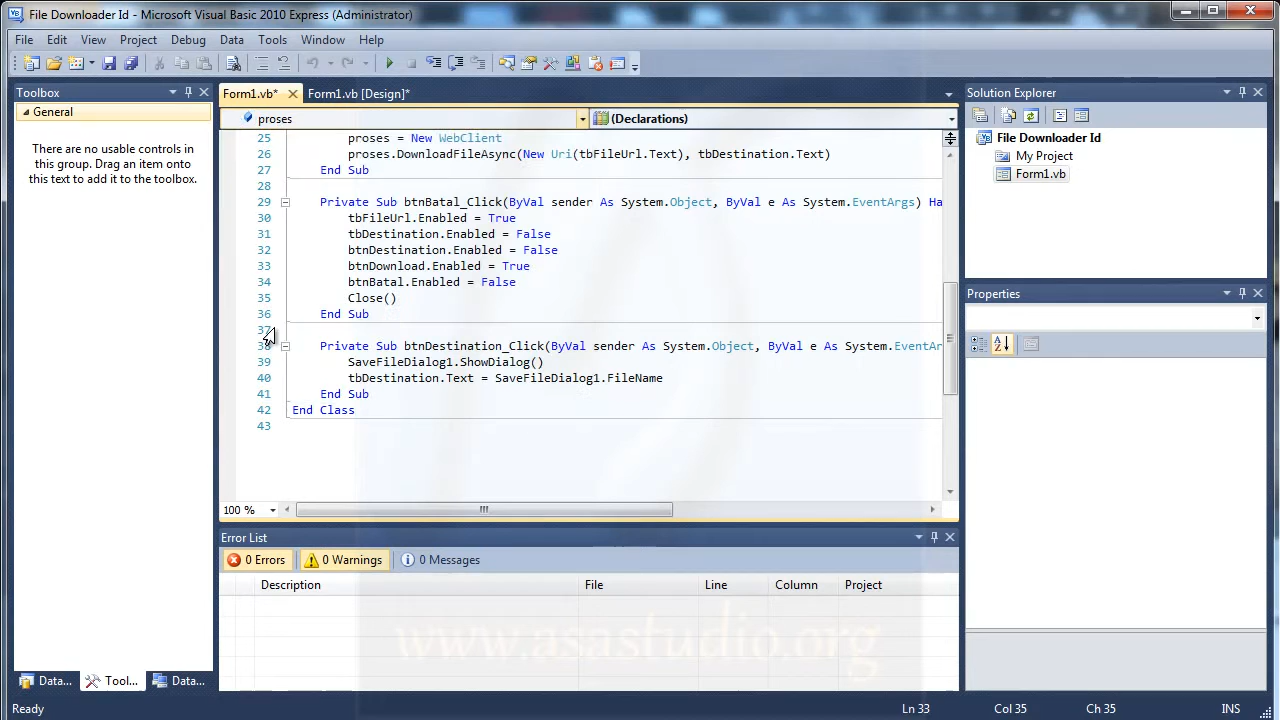 File Downloader Id - Microsoft Visual Basic 2010 Express (Administrator)
File Edit View Project Debug Data Tools Window Help
Toolbox
General
There are no usable controls in
this group. Drag an item onto
this text to add it to the toolbox.
Data... Tool... Data...
Form1.vb* Form1.vb [Design]*
proses (Declarations)
25 proses = New WebClient
26 proses.DownloadFileAsync(New Uri(tbFileUrl.Text), tbDestination.Text)
27 End Sub
28
29 Private Sub btnBatal_Click(ByVal sender As System.Object, ByVal e As System.EventArgs) Ha
30 tbFileUrl.Enabled = True
31 tbDestination.Enabled = False
32 btnDestination.Enabled = False
33 btnDownload.Enabled = True
34 btnBatal.Enabled = False
35 Close()
36 End Sub
37
38 Private Sub btnDestination_Click(ByVal sender As System.Object, ByVal e As System.EventAr
39 SaveFileDialog1.ShowDialog()
40 tbDestination.Text = SaveFileDialog1.FileName
41 End Sub
42 End Class
43
100 %
Error List
0 Errors 0 Warnings 0 Messages
Description File Line Column Project
www.asastudio.org
Solution Explorer
File Downloader Id
My Project
Form1.vb
Properties
Ready Ln 33 Col 35 Ch 35 INS